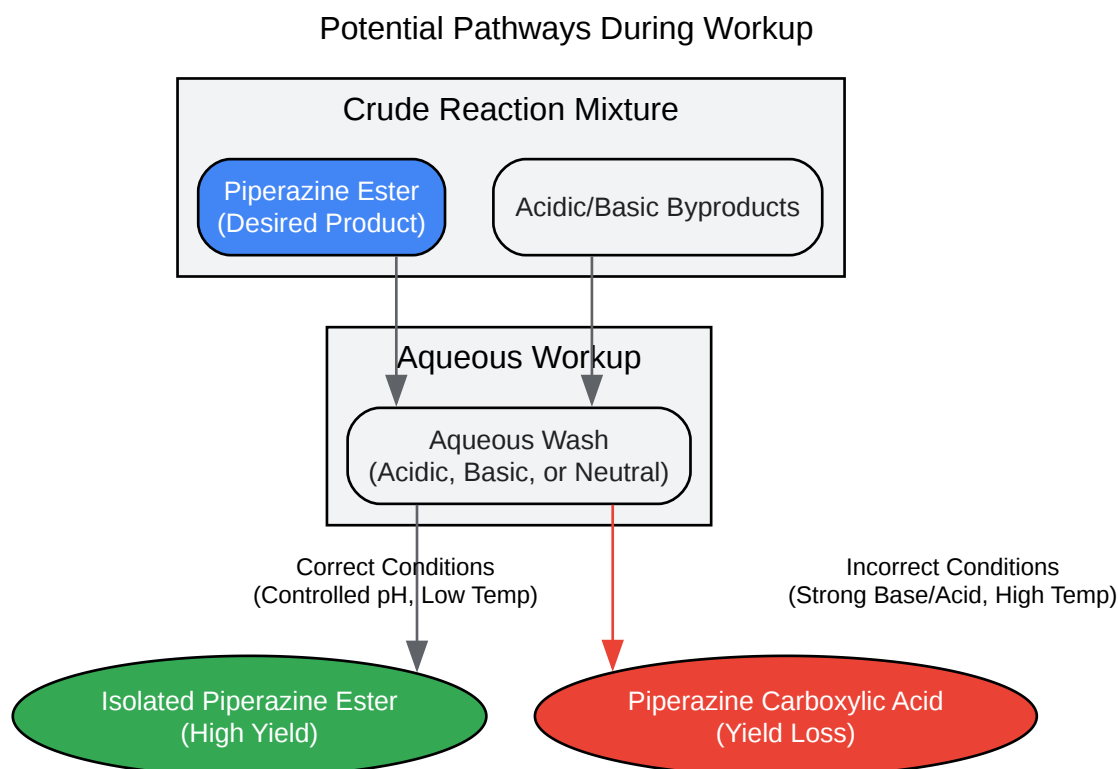 Potential Pathways During Workup
Crude Reaction Mixture
Piperazine Ester
(Desired Product)
Acidic/Basic Byproducts
Aqueous Workup
Aqueous Wash
(Acidic, Basic, or Neutral)
Correct Conditions
(Controlled pH, Low Temp)
Incorrect Conditions
(Strong Base/Acid, High Temp)
Isolated Piperazine Ester
(High Yield)
Piperazine Carboxylic Acid
(Yield Loss)